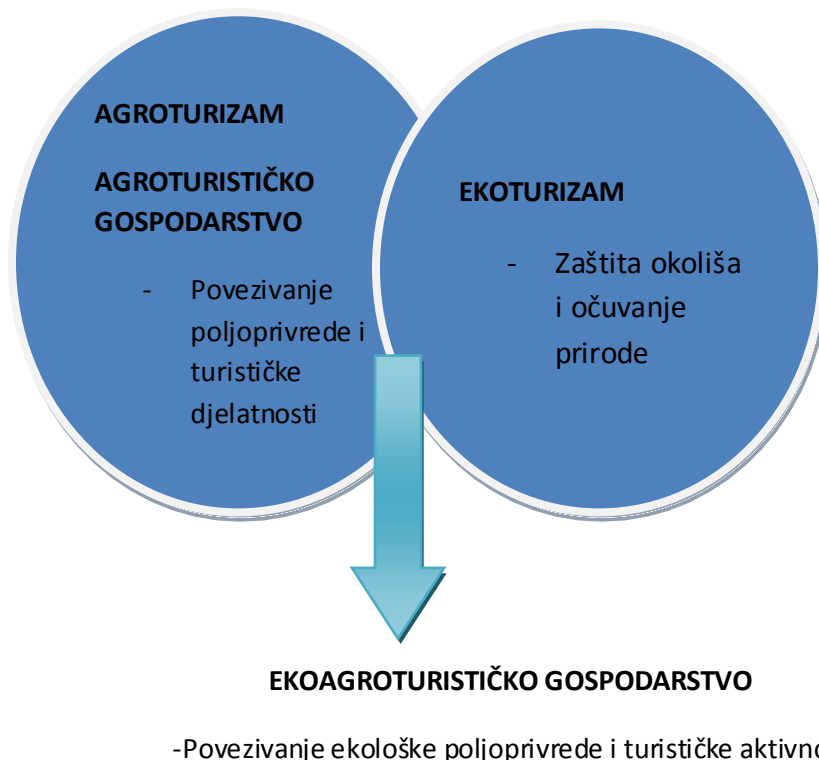 AGROTURIZAM
AGROTURISTIČKO
GOSPODARSTVO
- Povezivanje
poljoprivrede i
turističke
djelatnosti
EKOTURIZAM
- Zaštita okoliša
i očuvanje
prirode
EKOAGROTURISTIČKO GOSPODARSTVO
-Povezivanje ekološke poljoprivrede i turističke